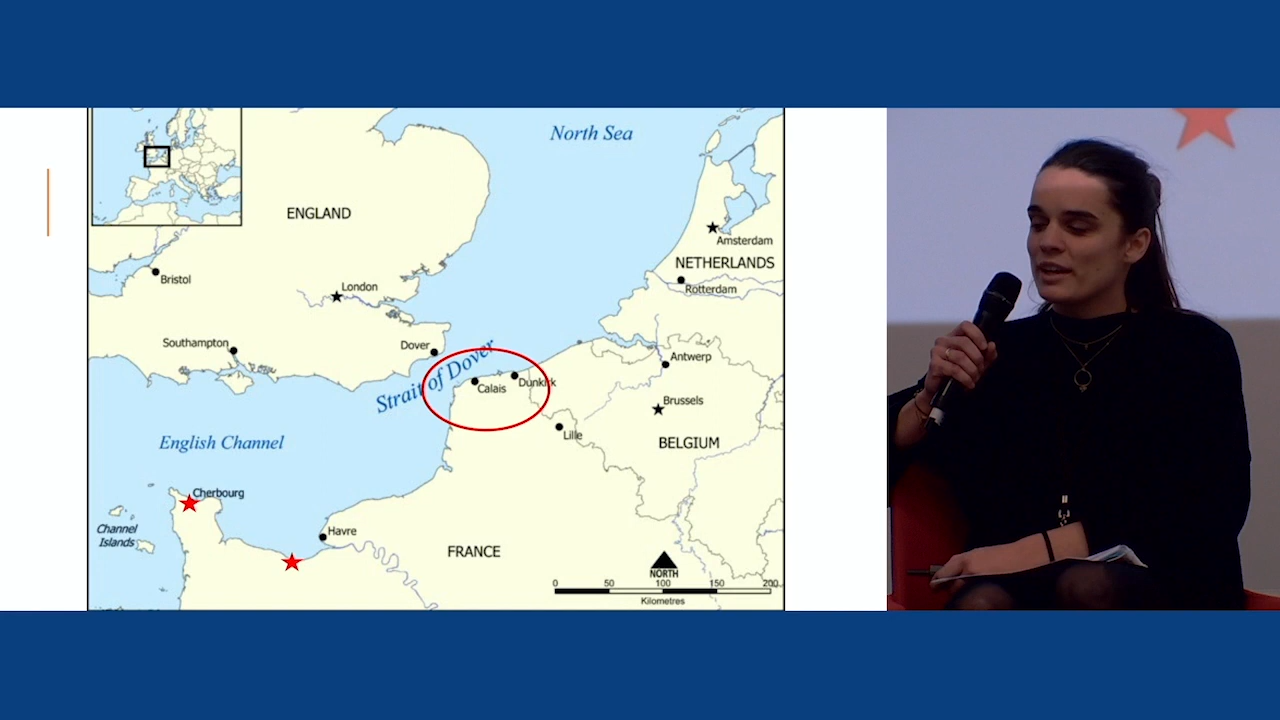 North Sea
ENGLAND
Amsterdam
NETHERLANDS
Bristol
London
Rotterdam
Southampton
Dover
Strait of Dover
Antwerp
Calais
Dunkirk
Brussels
Lille
English Channel
BELGIUM
Cherbourg
Channel
Islands
Havre
FRANCE
NORTH
0 50 100 150 200
Kilometres